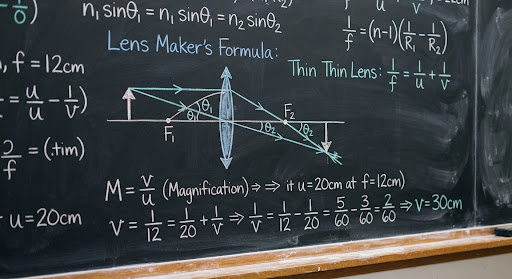 n₁ sinθ₁ = n₁ sinθ₁ = n₂ sinθ₂
Lens Maker's Formula:
1/f = (n-1)(1/R₁ - 1/R₂)
Thin Thin Lens: 1/f = 1/u + 1/v
, f = 12cm
= u/u - 1/v)
2/f = (.tim)
u = 20cm
θ₁
θ₁
F₁
F₂
θ₂
θ₂
M = v/u (Magnification) ⇒ ⇒ it u = 20cm at f = 12cm)
v = 1/12 = 1/20 + 1/v ⇒ 1/v = 1/12 - 1/20 = 5/60 - 3/60 = 2/60 ⇒ v = 30cm